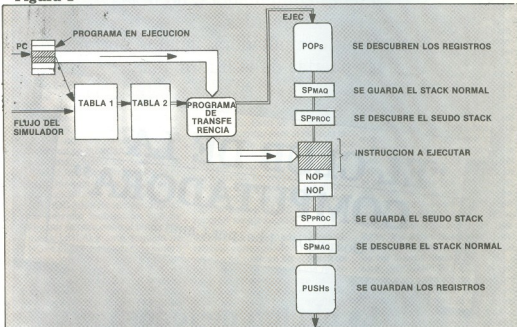 Figura 1
PROGRAMA EN EJECUCION
PC
TABLA 1
TABLA 2
FLUJO DEL
SIMULADOR
PROGRAMA
DE
TRANSFE
RENCIA
EJEC
POPs
SE DESCUBREN LOS REGISTROS
SPMAQ
SE GUARDA EL STACK NORMAL
SPPROC
SE DESCUBRE EL SEUDO STACK
INSTRUCCION A EJECUTAR
NOP
NOP
SPPROC
SE GUARDA EL SEUDO STACK
SPMAQ
SE DESCUBRE EL STACK NORMAL
PUSHs
SE GUARDAN LOS REGISTROS